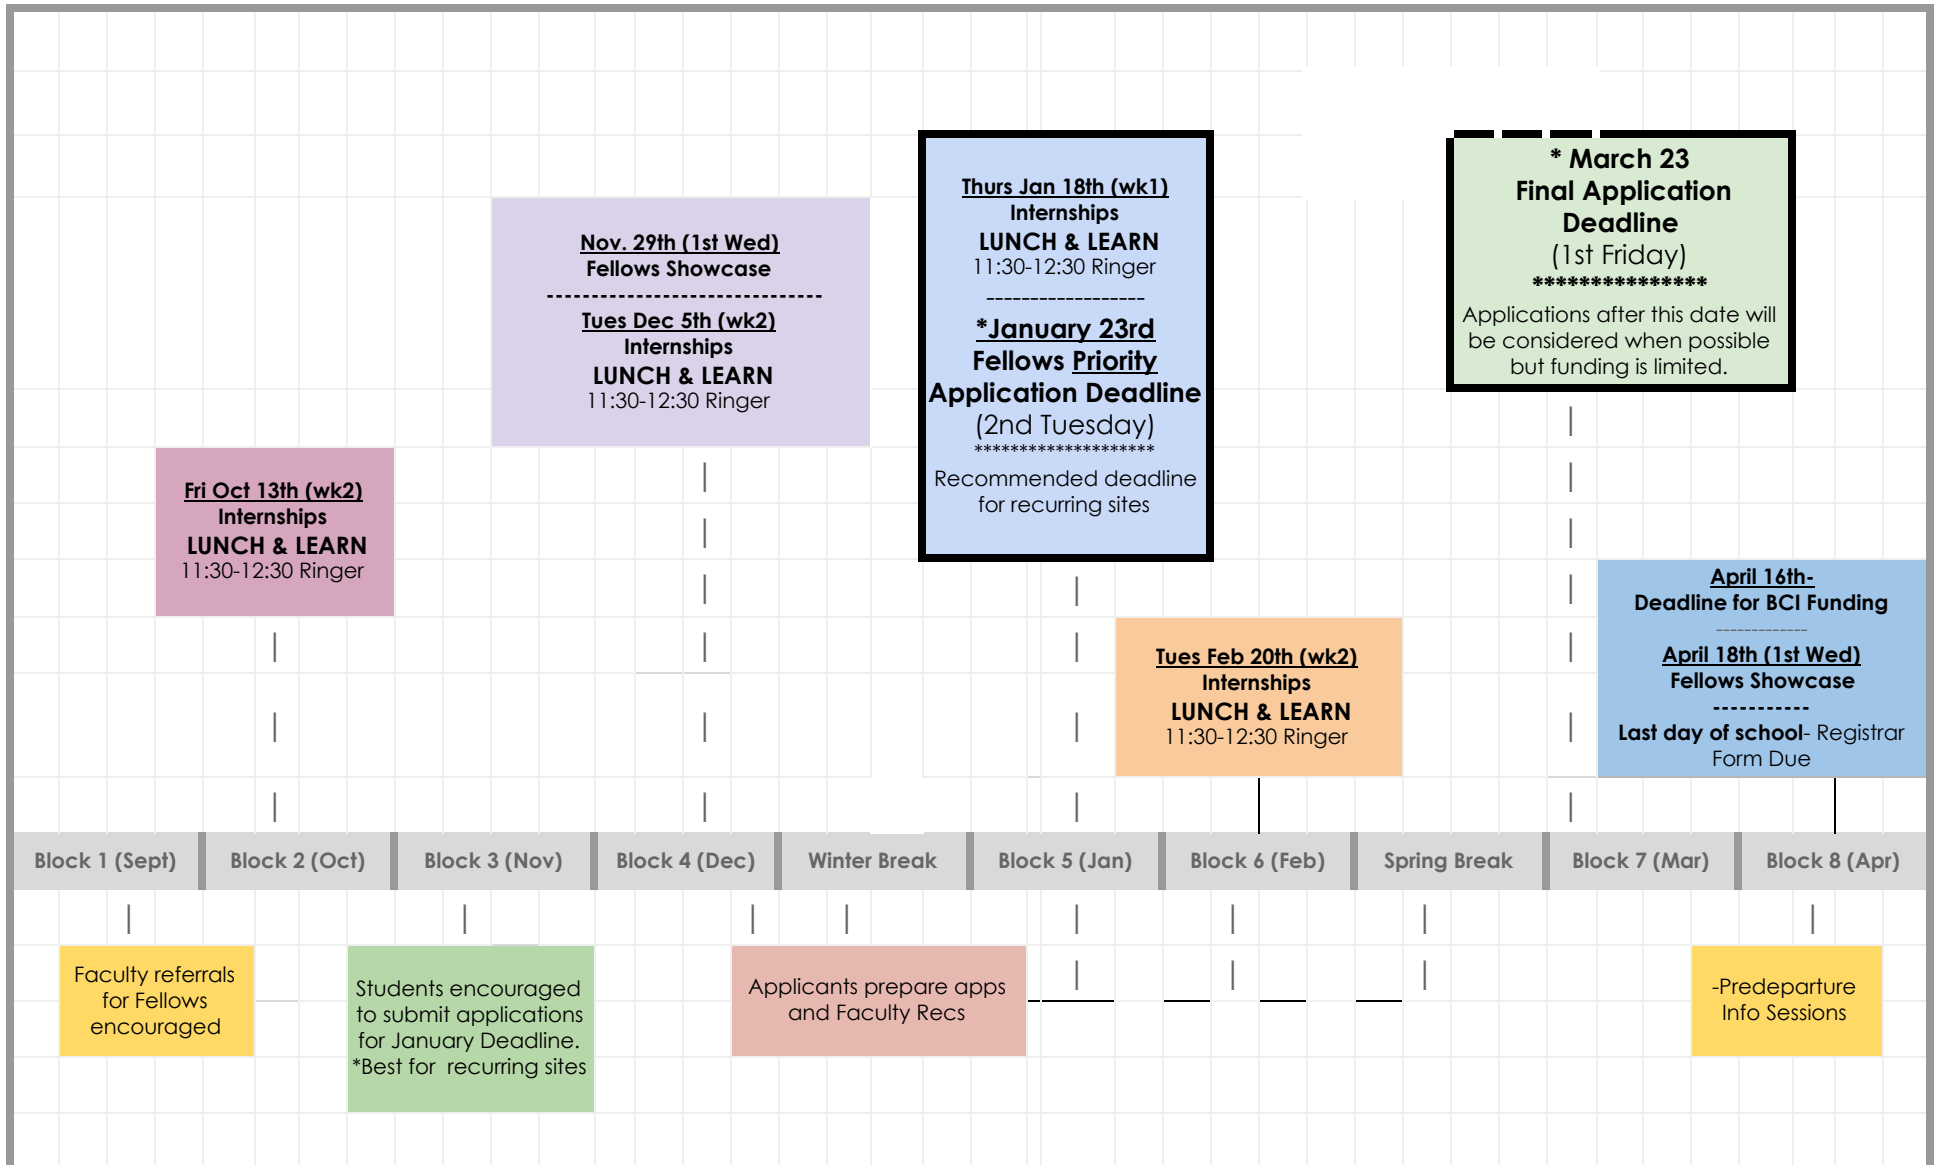 Thurs Jan 18th (wk1)
Internships
LUNCH & LEARN
11:30-12:30 Ringer
------------------
*January 23rd
Fellows Priority
Application Deadline
(2nd Tuesday)
********************
Recommended deadline
for recurring sites
* March 23
Final Application
Deadline
(1st Friday)
***************
Applications after this date will
be considered when possible
but funding is limited.
Nov. 29th (1st Wed)
Fellows Showcase
-------------------------------
Tues Dec 5th (wk2)
Internships
LUNCH & LEARN
11:30-12:30 Ringer
Fri Oct 13th (wk2)
Internships
LUNCH & LEARN
11:30-12:30 Ringer
Tues Feb 20th (wk2)
Internships
LUNCH & LEARN
11:30-12:30 Ringer
April 16th-
Deadline for BCI Funding
-------------
April 18th (1st Wed)
Fellows Showcase
-----------
Last day of school- Registrar
Form Due
Block 1 (Sept)
Block 2 (Oct)
Block 3 (Nov)
Block 4 (Dec)
Winter Break
Block 5 (Jan)
Block 6 (Feb)
Spring Break
Block 7 (Mar)
Block 8 (Apr)
Faculty referrals
for Fellows
encouraged
Students encouraged
to submit applications
for January Deadline.
*Best for recurring sites
Applicants prepare apps
and Faculty Recs
-Predeparture
Info Sessions